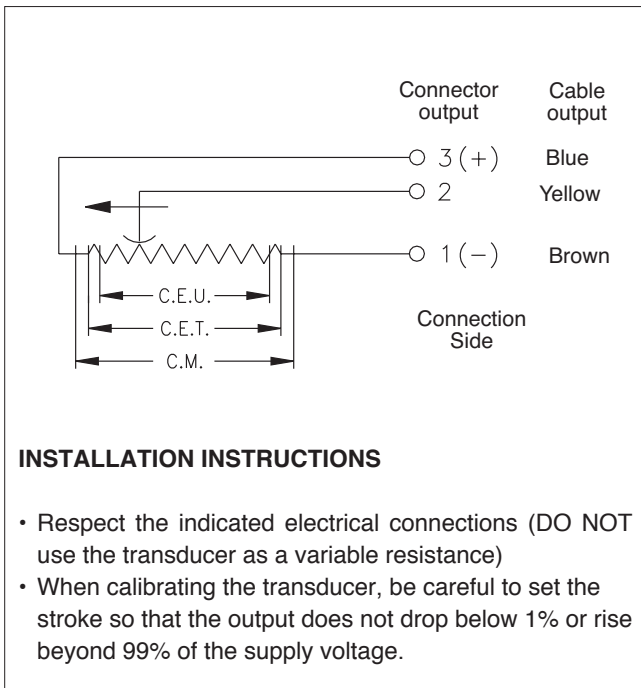 Connector output
Cable output
3 (+) Blue
2 Yellow
1 (−) Brown
C.E.U.
C.E.T.
C.M.
Connection Side
INSTALLATION INSTRUCTIONS
• Respect the indicated electrical connections (DO NOT
use the transducer as a variable resistance)
• When calibrating the transducer, be careful to set the
stroke so that the output does not drop below 1% or rise
beyond 99% of the supply voltage.